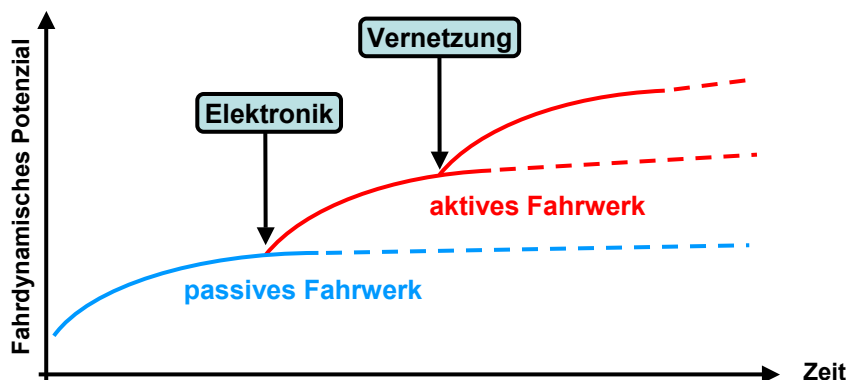 Vernetzung
Elektronik
Fahrdynamisches Potenzial
aktives Fahrwerk
passives Fahrwerk
Zeit